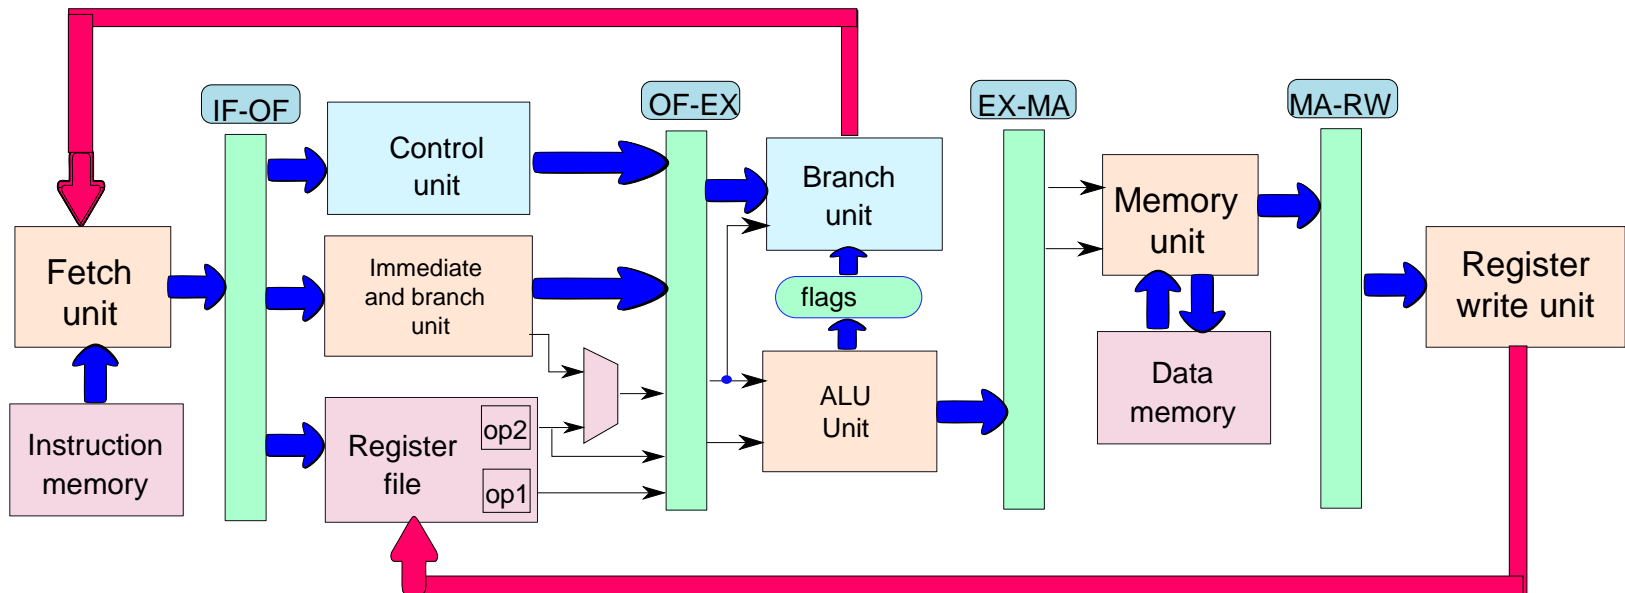 IF-OF
OF-EX
EX-MA
MA-RW
Control
unit
Branch
unit
Memory
unit
Fetch
unit
Immediate
and branch
unit
flags
Register
write unit
Instruction
memory
Register
file
op2
op1
ALU
Unit
Data
memory